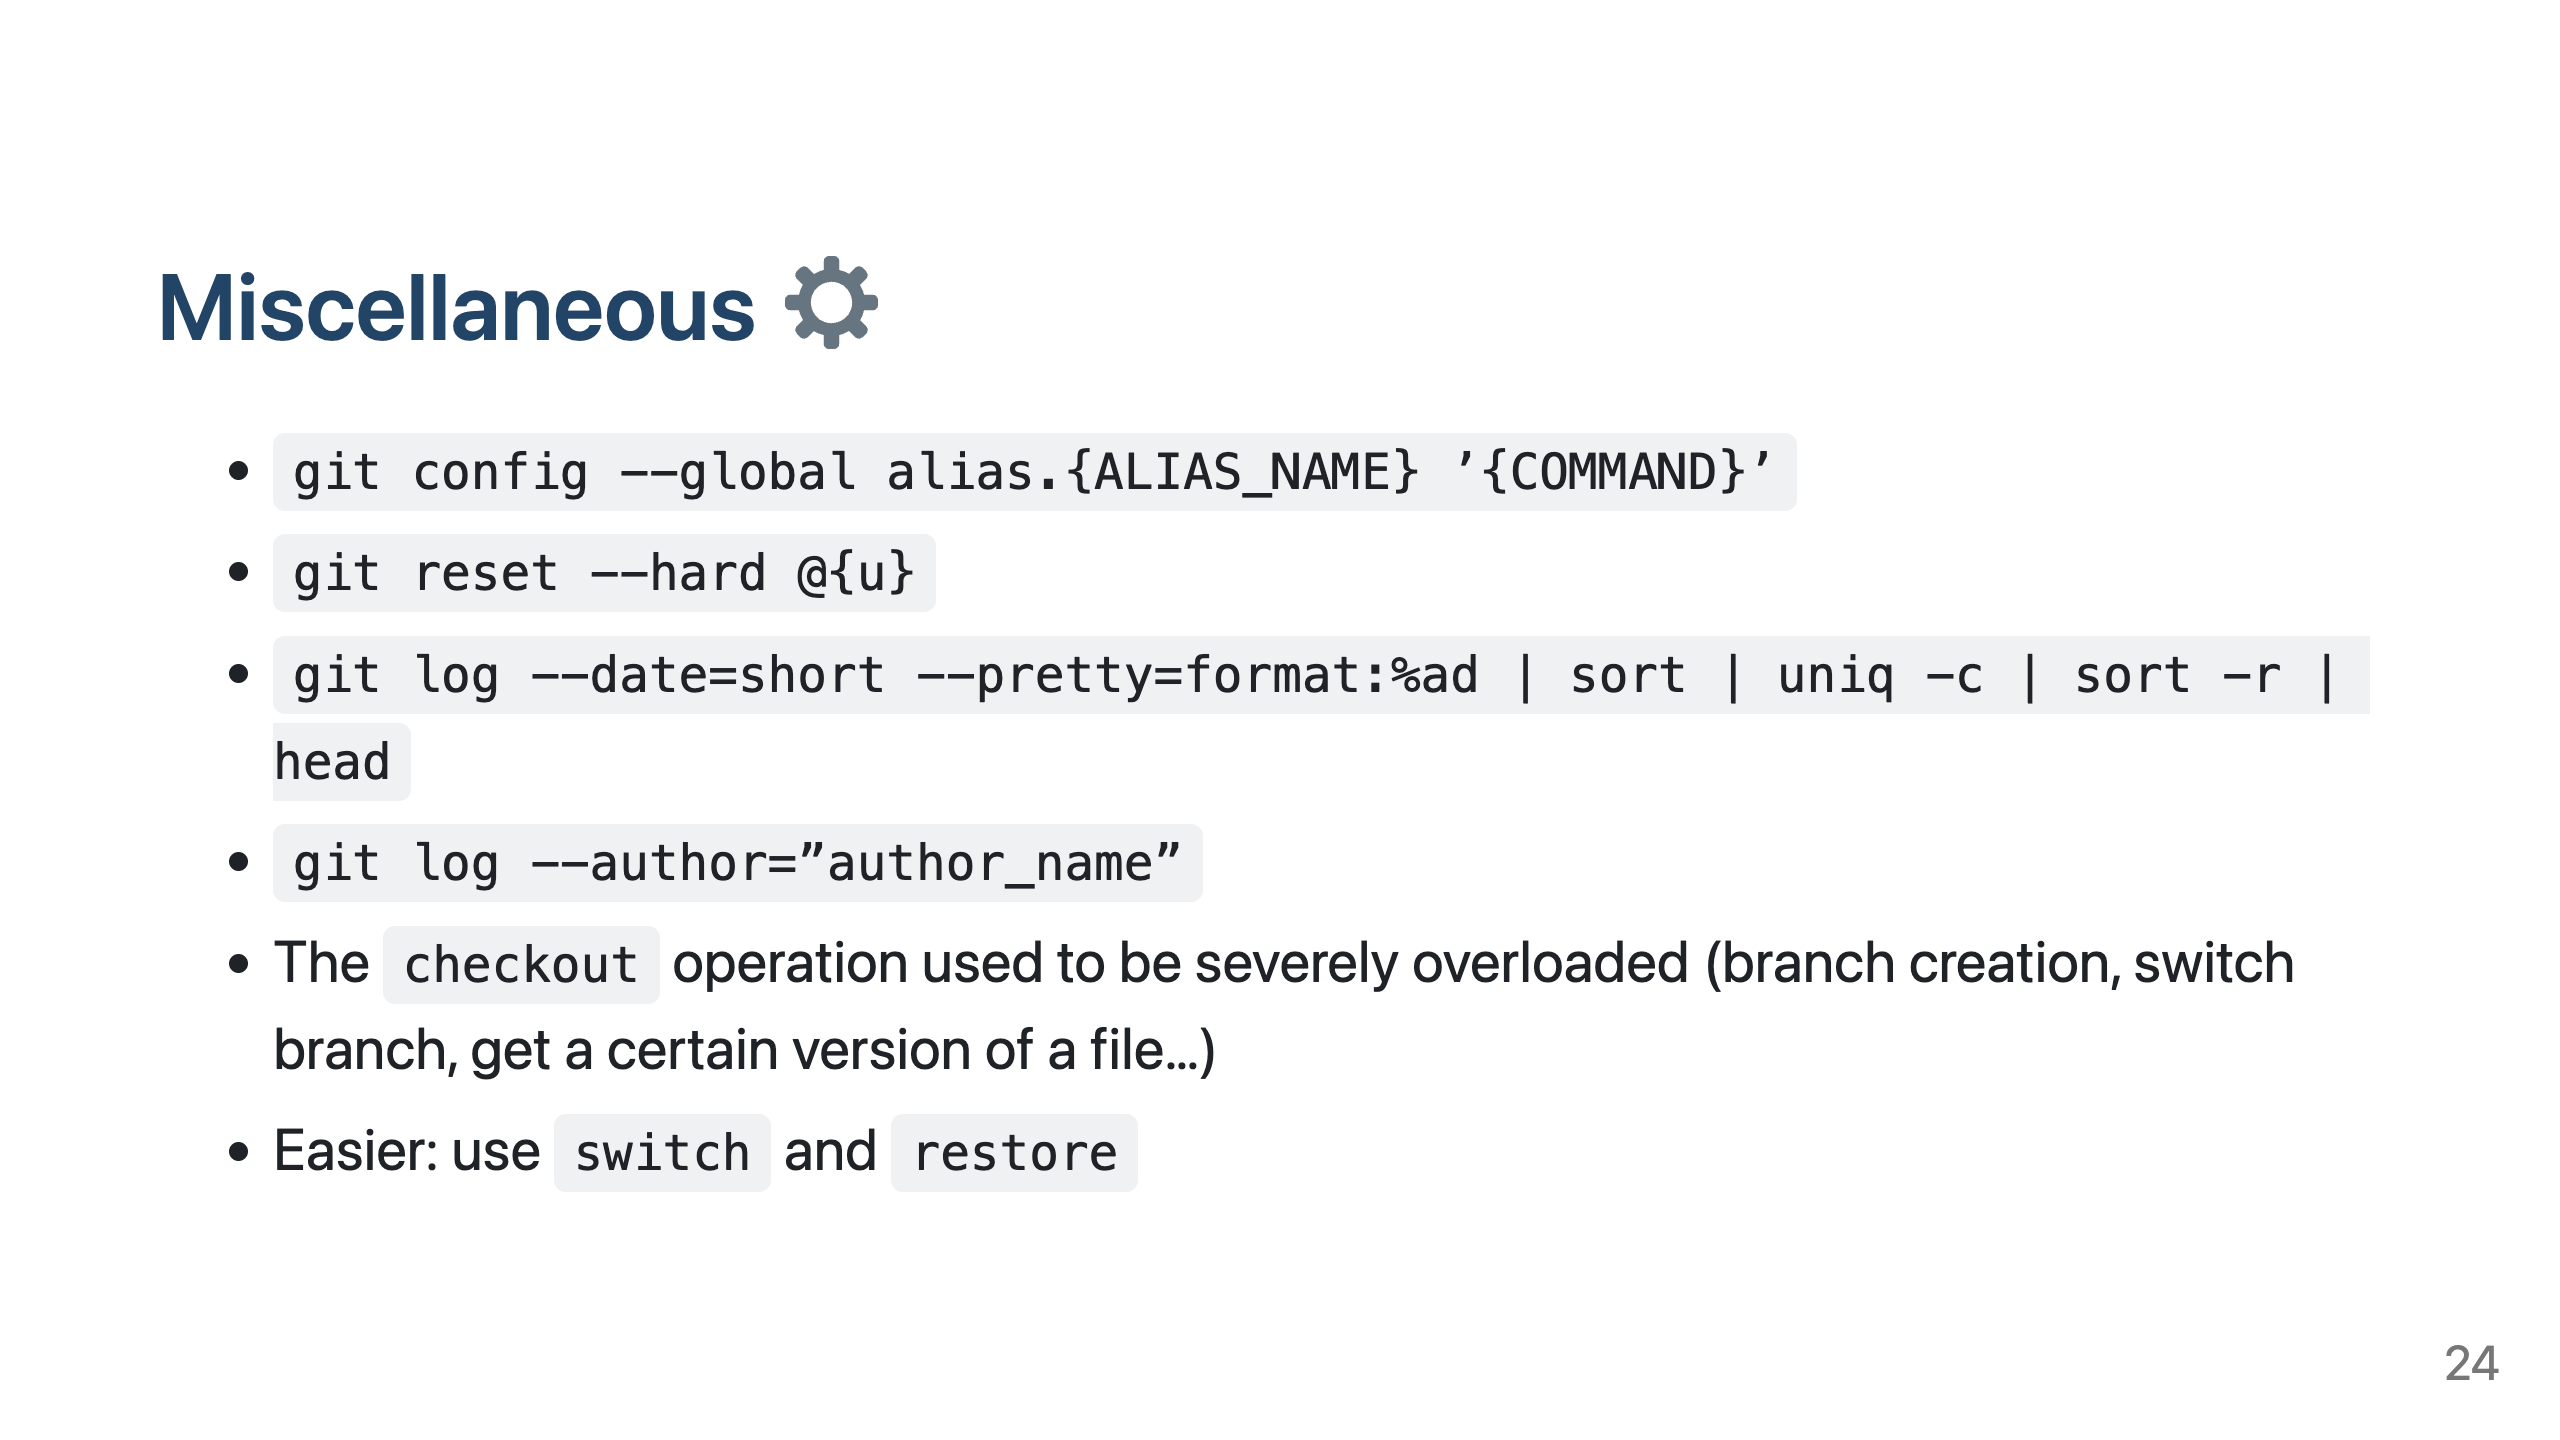 Miscellaneous
• git config --global alias.{ALIAS_NAME} ’{COMMAND}’
• git reset --hard @{u}
• git log --date=short --pretty=format:%ad | sort | uniq -c | sort -r |
head
• git log --author=”author_name”
• The checkout operation used to be severely overloaded (branch creation, switch
branch, get a certain version of a file...)
• Easier: use switch and restore
24